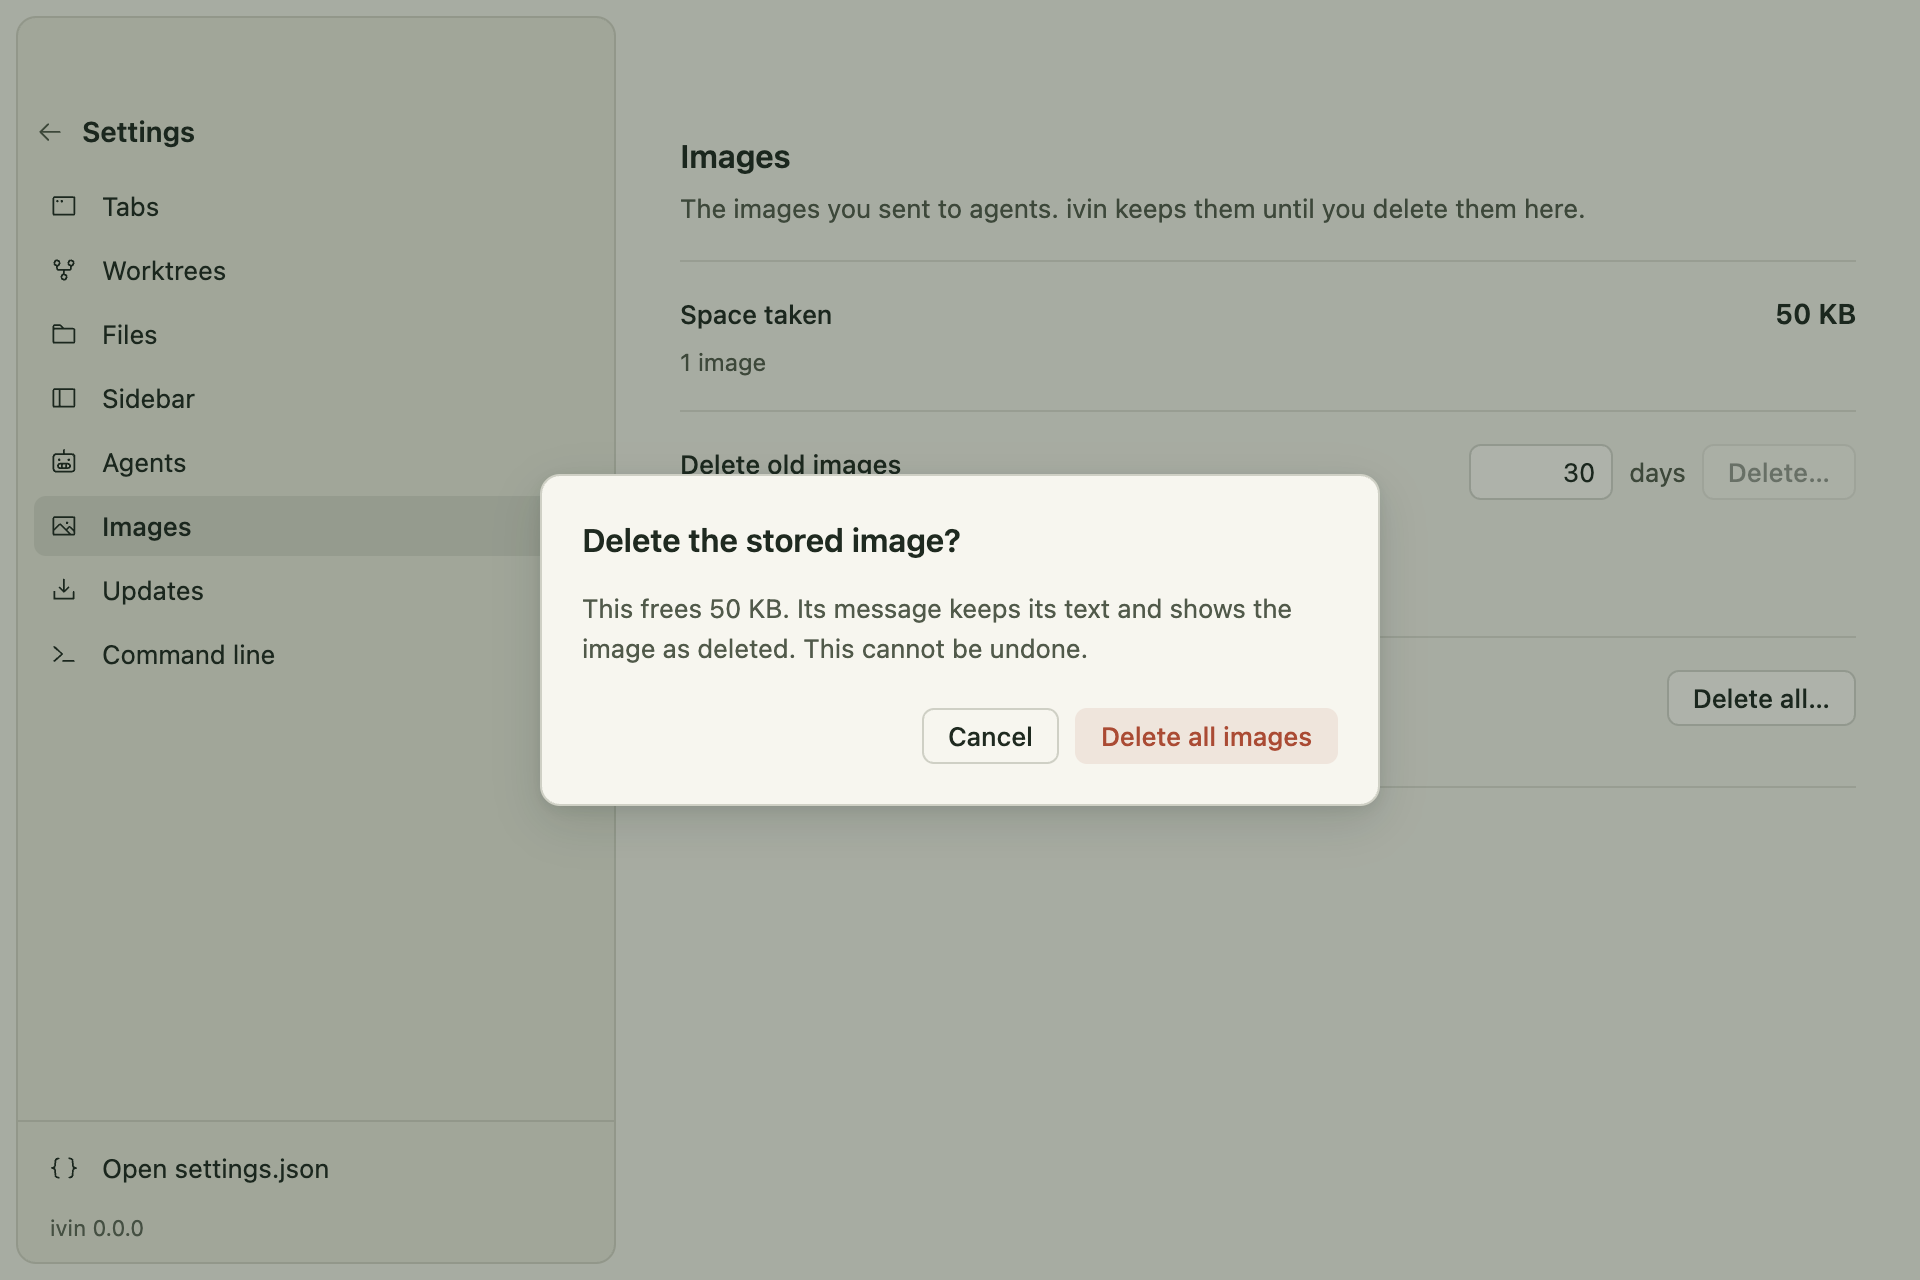 Settings
Tabs
Worktrees
Files
Sidebar
Agents
Images
Updates
Command line
Open settings.json
ivin 0.0.0
Images
The images you sent to agents. ivin keeps them until you delete them here.
Space taken
50 KB
1 image
Delete old images
30 days Delete...
Delete all...
Delete the stored image?
This frees 50 KB. Its message keeps its text and shows the
image as deleted. This cannot be undone.
Cancel
Delete all images